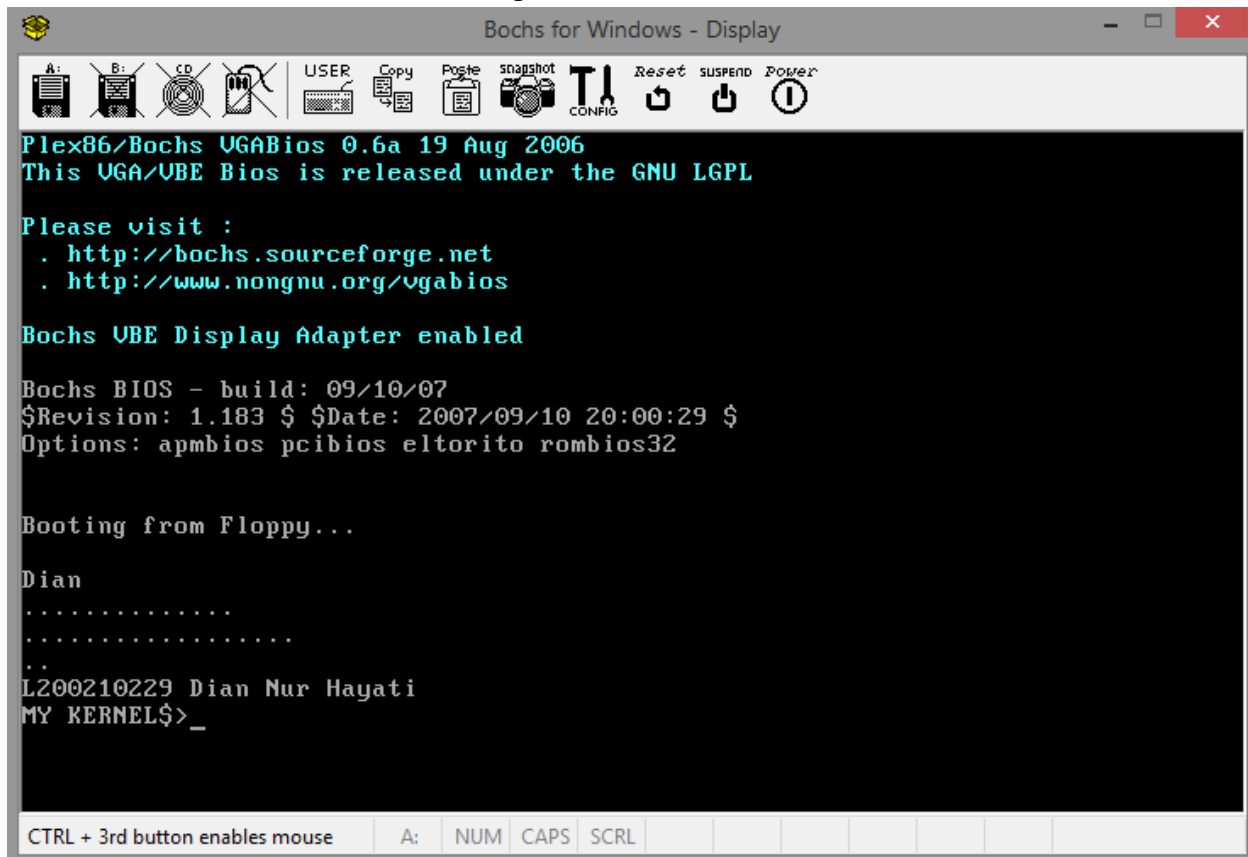 Bochs for Windows - Display
A: B: CD USER Copy Paste snapshot CONFIG Reset SUSPEND Power
Plex86/Bochs VGABios 0.6a 19 Aug 2006
This VGA/VBE Bios is released under the GNU LGPL
Please visit :
. http://bochs.sourceforge.net
. http://www.nongnu.org/vgabios
Bochs VBE Display Adapter enabled
Bochs BIOS - build: 09/10/07
$Revision: 1.183 $ $Date: 2007/09/10 20:00:29 $
Options: apmbios pcibios eltorito rombios32
Booting from Floppy...
Dian
..............
..................
..
L200210229 Dian Nur Hayati
MY KERNEL$>_
CTRL + 3rd button enables mouse A: NUM CAPS SCRL